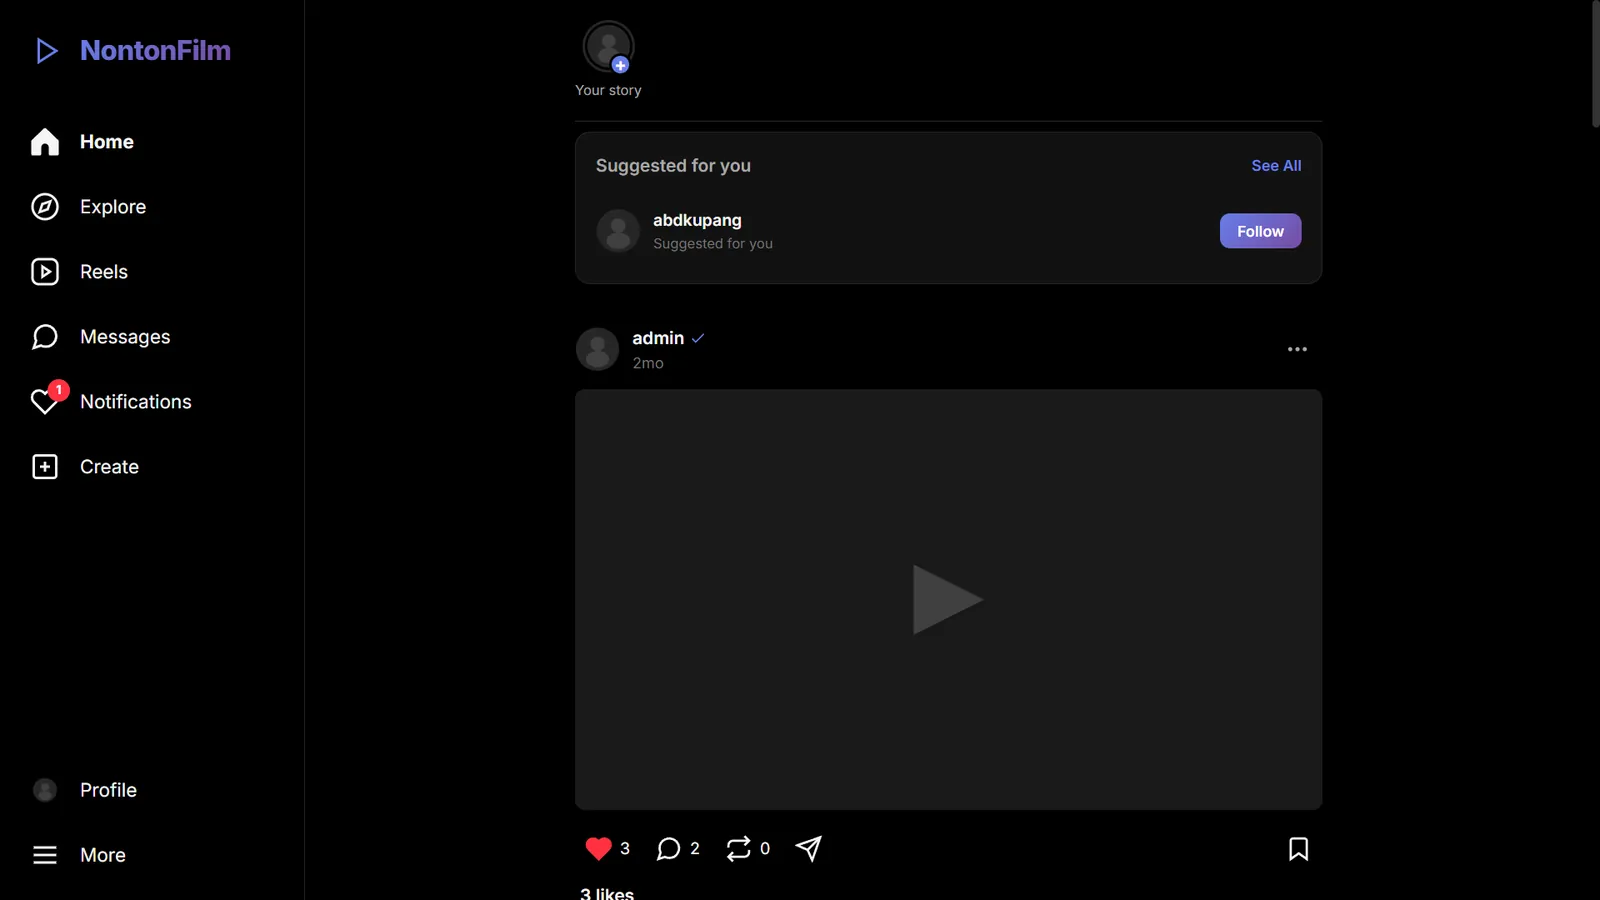 NontonFilm
Home
Explore
Reels
Messages
1
Notifications
Create
Profile
More
Your story
Suggested for you
See All
abdkupang
Suggested for you
Follow
admin
2mo
3
2
0
3 likes